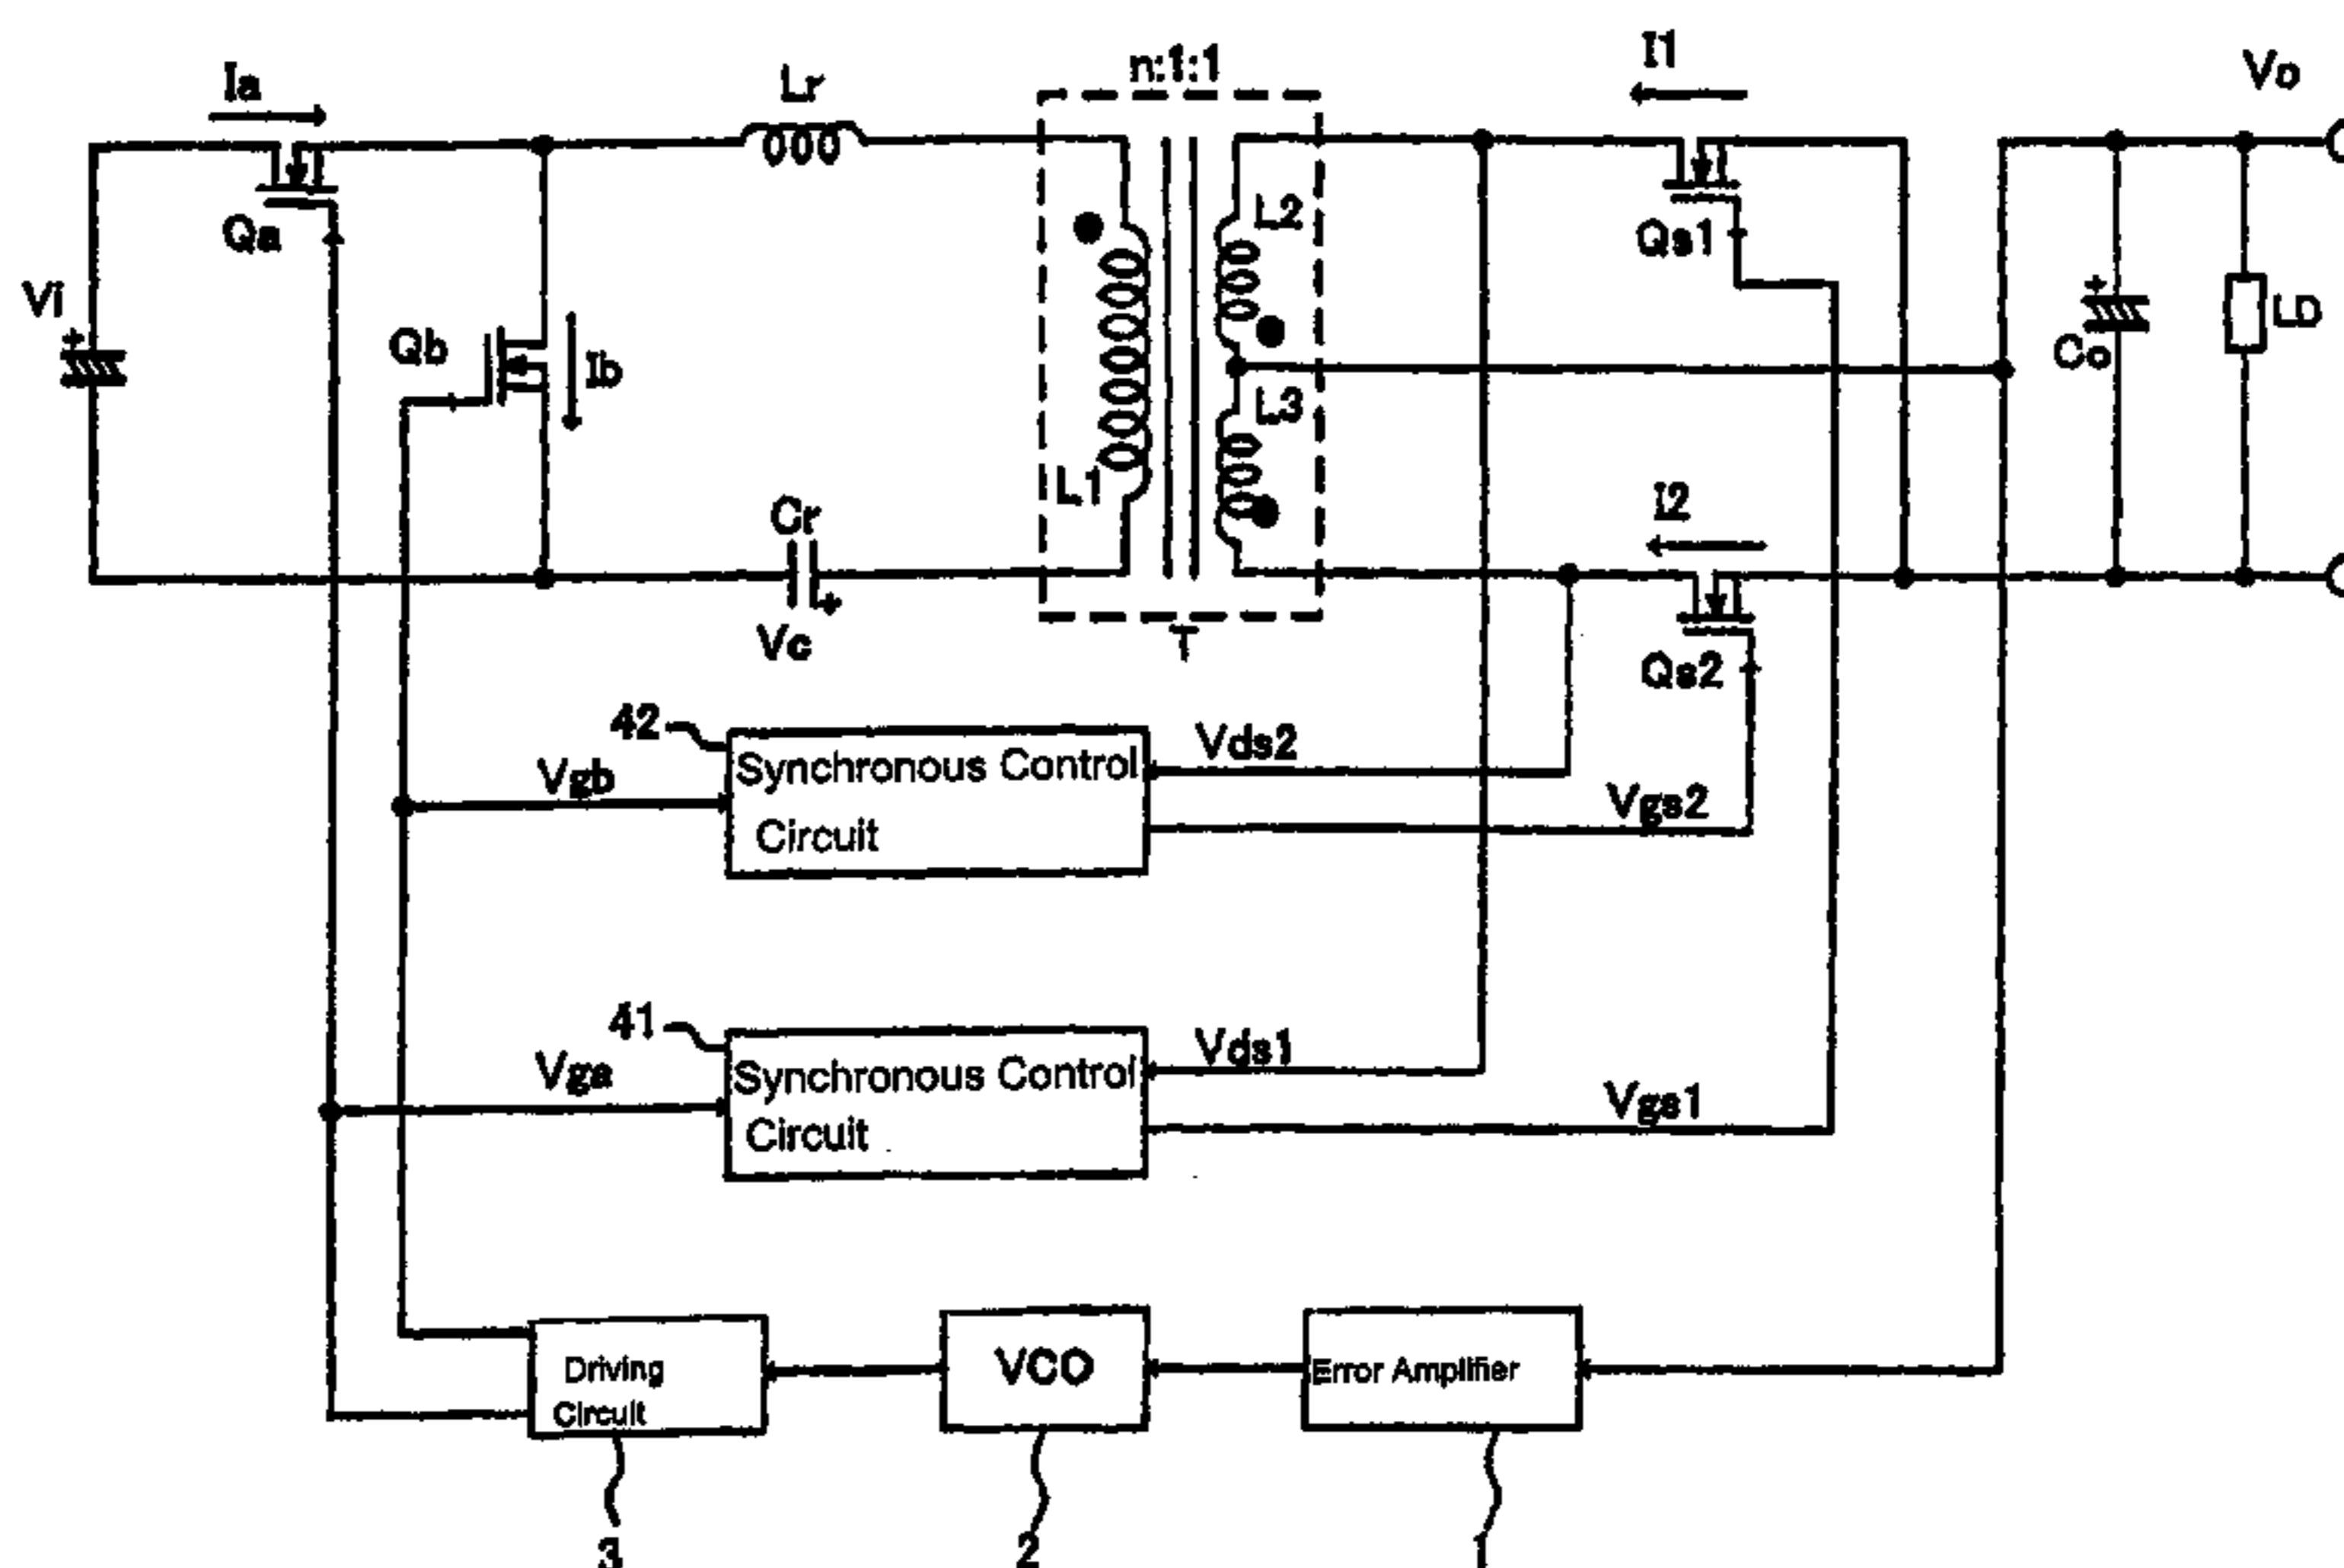 Ia
Lr
n:1:1
I1
Vo
Qa
L2
Qs1
Vi
+
Qb
Ib
+
Co
LD
L3
L1
Cr
I2
+
Vc
T
Qs2
42
Vgb
Synchronous Control
Circuit
Vds2
Vgs2
41
Vga
Synchronous Control
Circuit
Vds1
Vgs1
Driving
Circuit
VCO
Error Amplifier
3
2
1